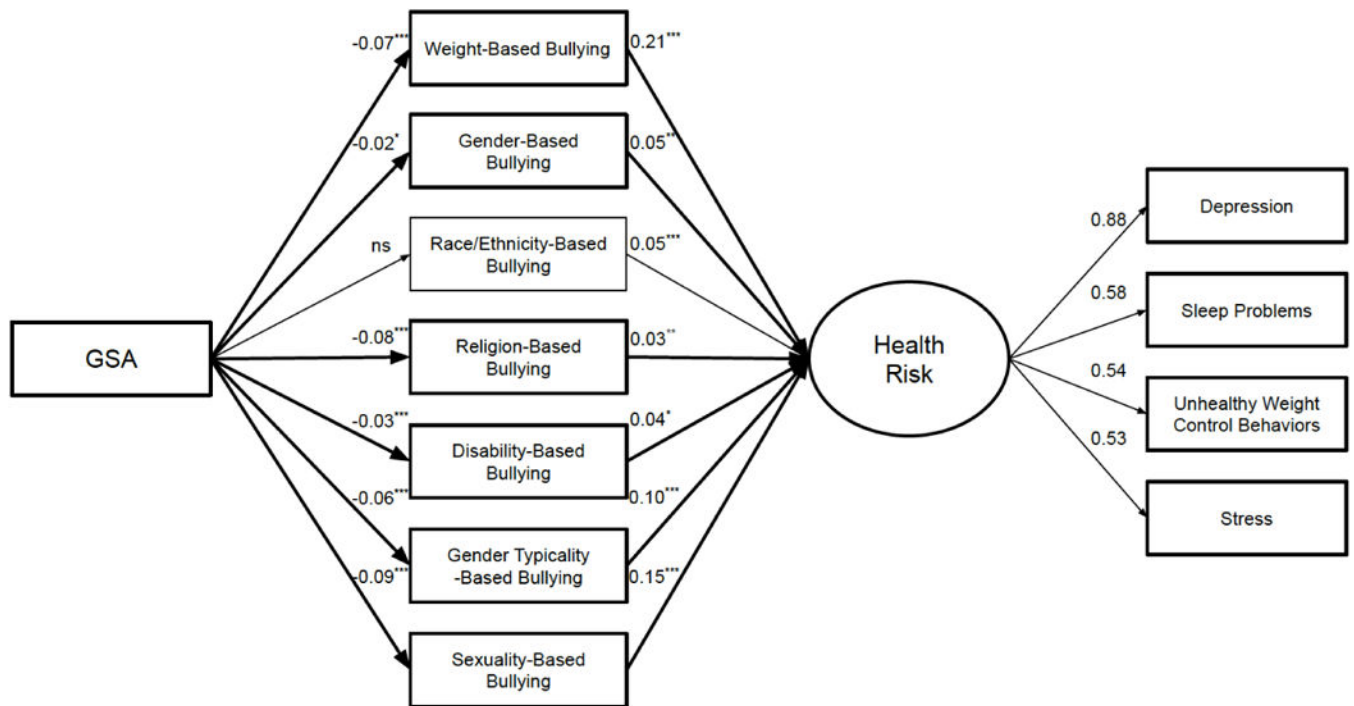 -0.07***
Weight-Based Bullying
0.21***
-0.02*
Gender-Based
Bullying
0.05**
ns
Race/Ethnicity-Based
Bullying
0.05***
GSA
-0.08***
Religion-Based
Bullying
0.03**
-0.03***
Disability-Based
Bullying
0.04*
-0.06***
Gender Typicality
-Based Bullying
0.10***
-0.09***
Sexuality-Based
Bullying
0.15***
Health
Risk
0.88
Depression
0.58
Sleep Problems
0.54
Unhealthy Weight
Control Behaviors
0.53
Stress